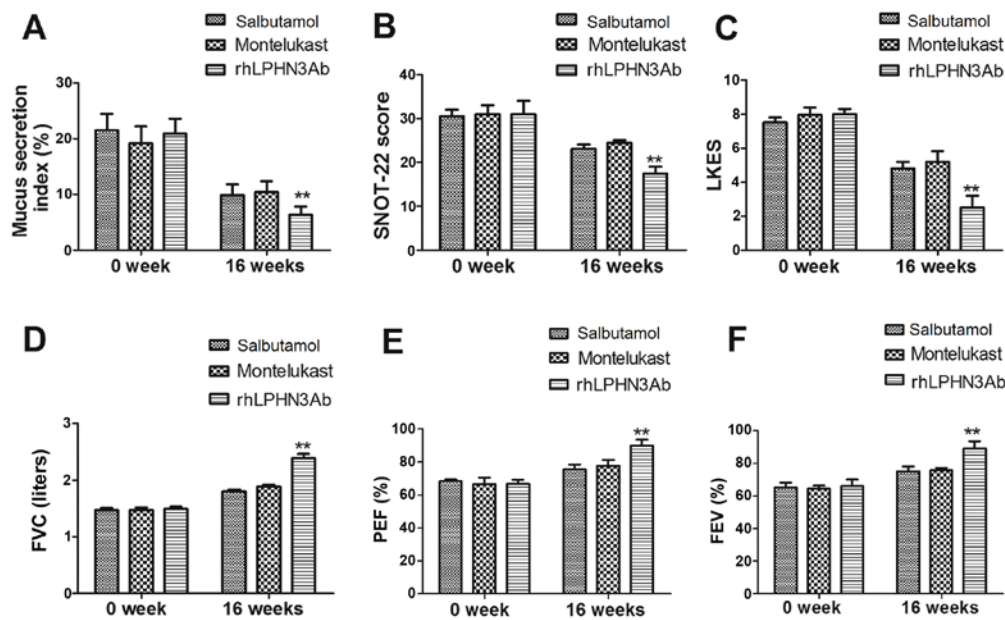 A
Salbutamol
Montelukast
rhLPHN3Ab
Mucus secretion
index (%)
30
20
10
0
**
0 week
16 weeks
B
Salbutamol
Montelukast
rhLPHN3Ab
SNOT-22 score
40
30
20
10
0
**
0 week
16 weeks
C
Salbutamol
Montelukast
rhLPHN3Ab
LKES
8
6
4
2
0
**
0 week
16 weeks
D
Salbutamol
Montelukast
rhLPHN3Ab
FVC (liters)
3
2
1
0
**
0 week
16 weeks
E
Salbutamol
Montelukast
rhLPHN3Ab
PEF (%)
100
80
60
40
20
0
**
0 week
16 weeks
F
Salbutamol
Montelukast
rhLPHN3Ab
FEV (%)
100
80
60
40
20
0
**
0 week
16 weeks